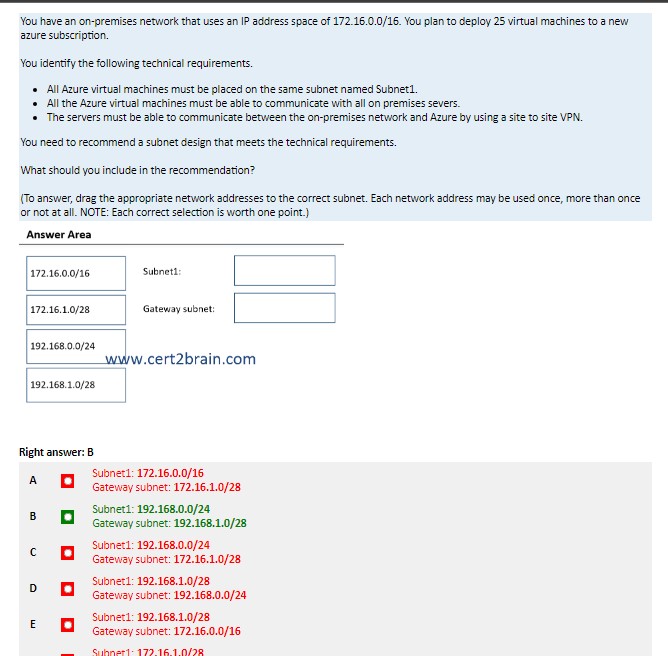 You have an on-premises network that uses an IP address space of 172.16.0.0/16. You plan to deploy 25 virtual machines to a new
azure subscription.
You identify the following technical requirements.
• All Azure virtual machines must be placed on the same subnet named Subnet1.
• All the Azure virtual machines must be able to communicate with all on premises severs.
• The servers must be able to communicate between the on-premises network and Azure by using a site to site VPN.
You need to recommend a subnet design that meets the technical requirements.
What should you include in the recommendation?
(To answer, drag the appropriate network addresses to the correct subnet. Each network address may be used once, more than once
or not at all. NOTE: Each correct selection is worth one point.)
Answer Area
172.16.0.0/16 Subnet1:
172.16.1.0/28 Gateway subnet:
192.168.0.0/24
www.cert2brain.com
192.168.1.0/28
Right answer: B
A Subnet1: 172.16.0.0/16
Gateway subnet: 172.16.1.0/28
B Subnet1: 192.168.0.0/24
Gateway subnet: 192.168.1.0/28
C Subnet1: 192.168.0.0/24
Gateway subnet: 172.16.1.0/28
D Subnet1: 192.168.1.0/28
Gateway subnet: 192.168.0.0/24
E Subnet1: 192.168.1.0/28
Gateway subnet: 172.16.0.0/16
Subnet1: 172.16.1.0/28